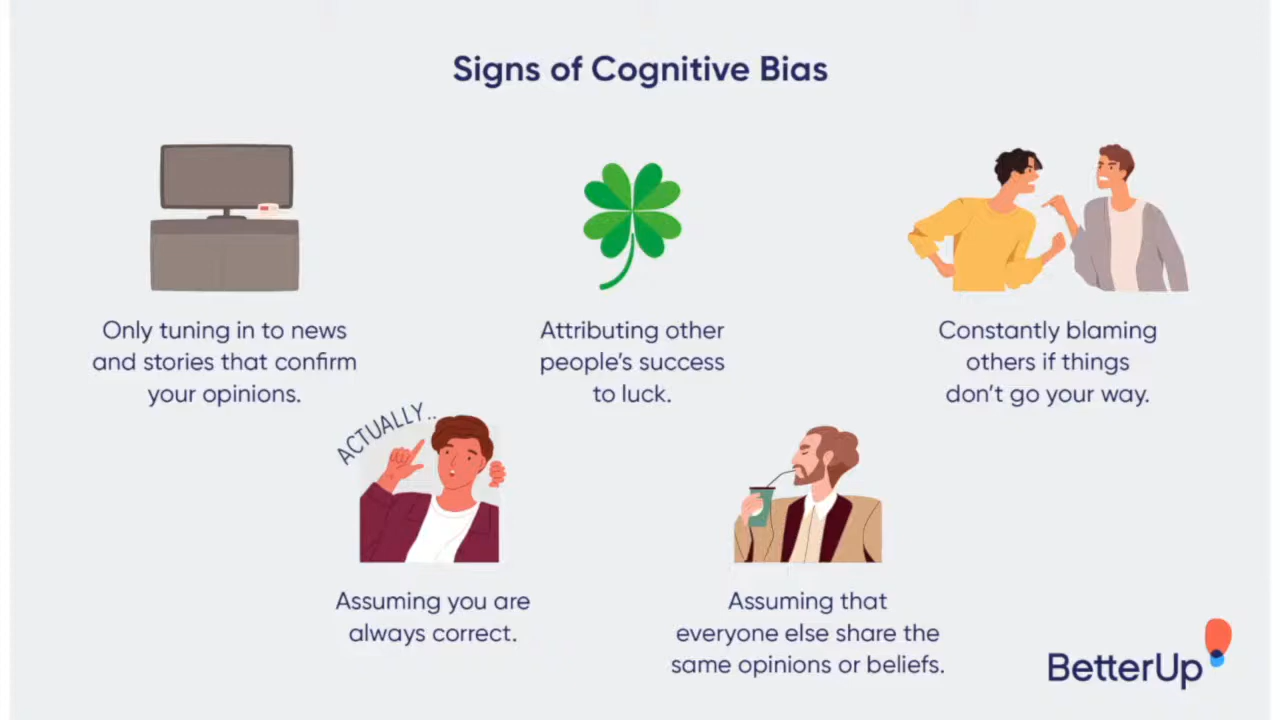 Signs of Cognitive Bias
Only tuning in to news
and stories that confirm
your opinions.
Attributing other
people’s success
to luck.
Constantly blaming
others if things
don’t go your way.
ACTUALLY..
Assuming you are
always correct.
Assuming that
everyone else share the
same opinions or beliefs.
BetterUp